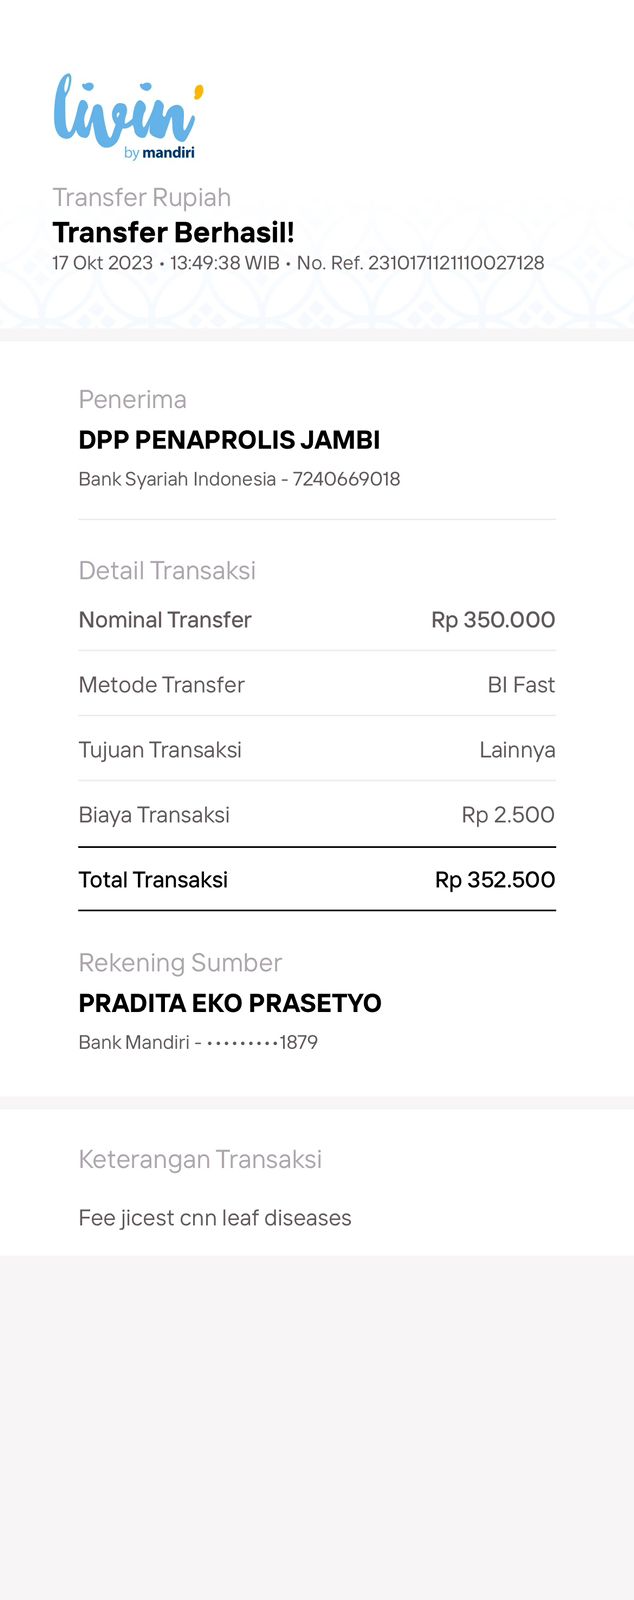 livin'
by mandiri
Transfer Rupiah
Transfer Berhasil!
17 Okt 2023 • 13:49:38 WIB • No. Ref. 2310171121110027128
Penerima
DPP PENAPROLIS JAMBI
Bank Syariah Indonesia - 7240669018
Detail Transaksi
Nominal Transfer Rp 350.000
Metode Transfer BI Fast
Tujuan Transaksi Lainnya
Biaya Transaksi Rp 2.500
Total Transaksi Rp 352.500
Rekening Sumber
PRADITA EKO PRASETYO
Bank Mandiri - •••••••••1879
Keterangan Transaksi
Fee jicest cnn leaf diseases